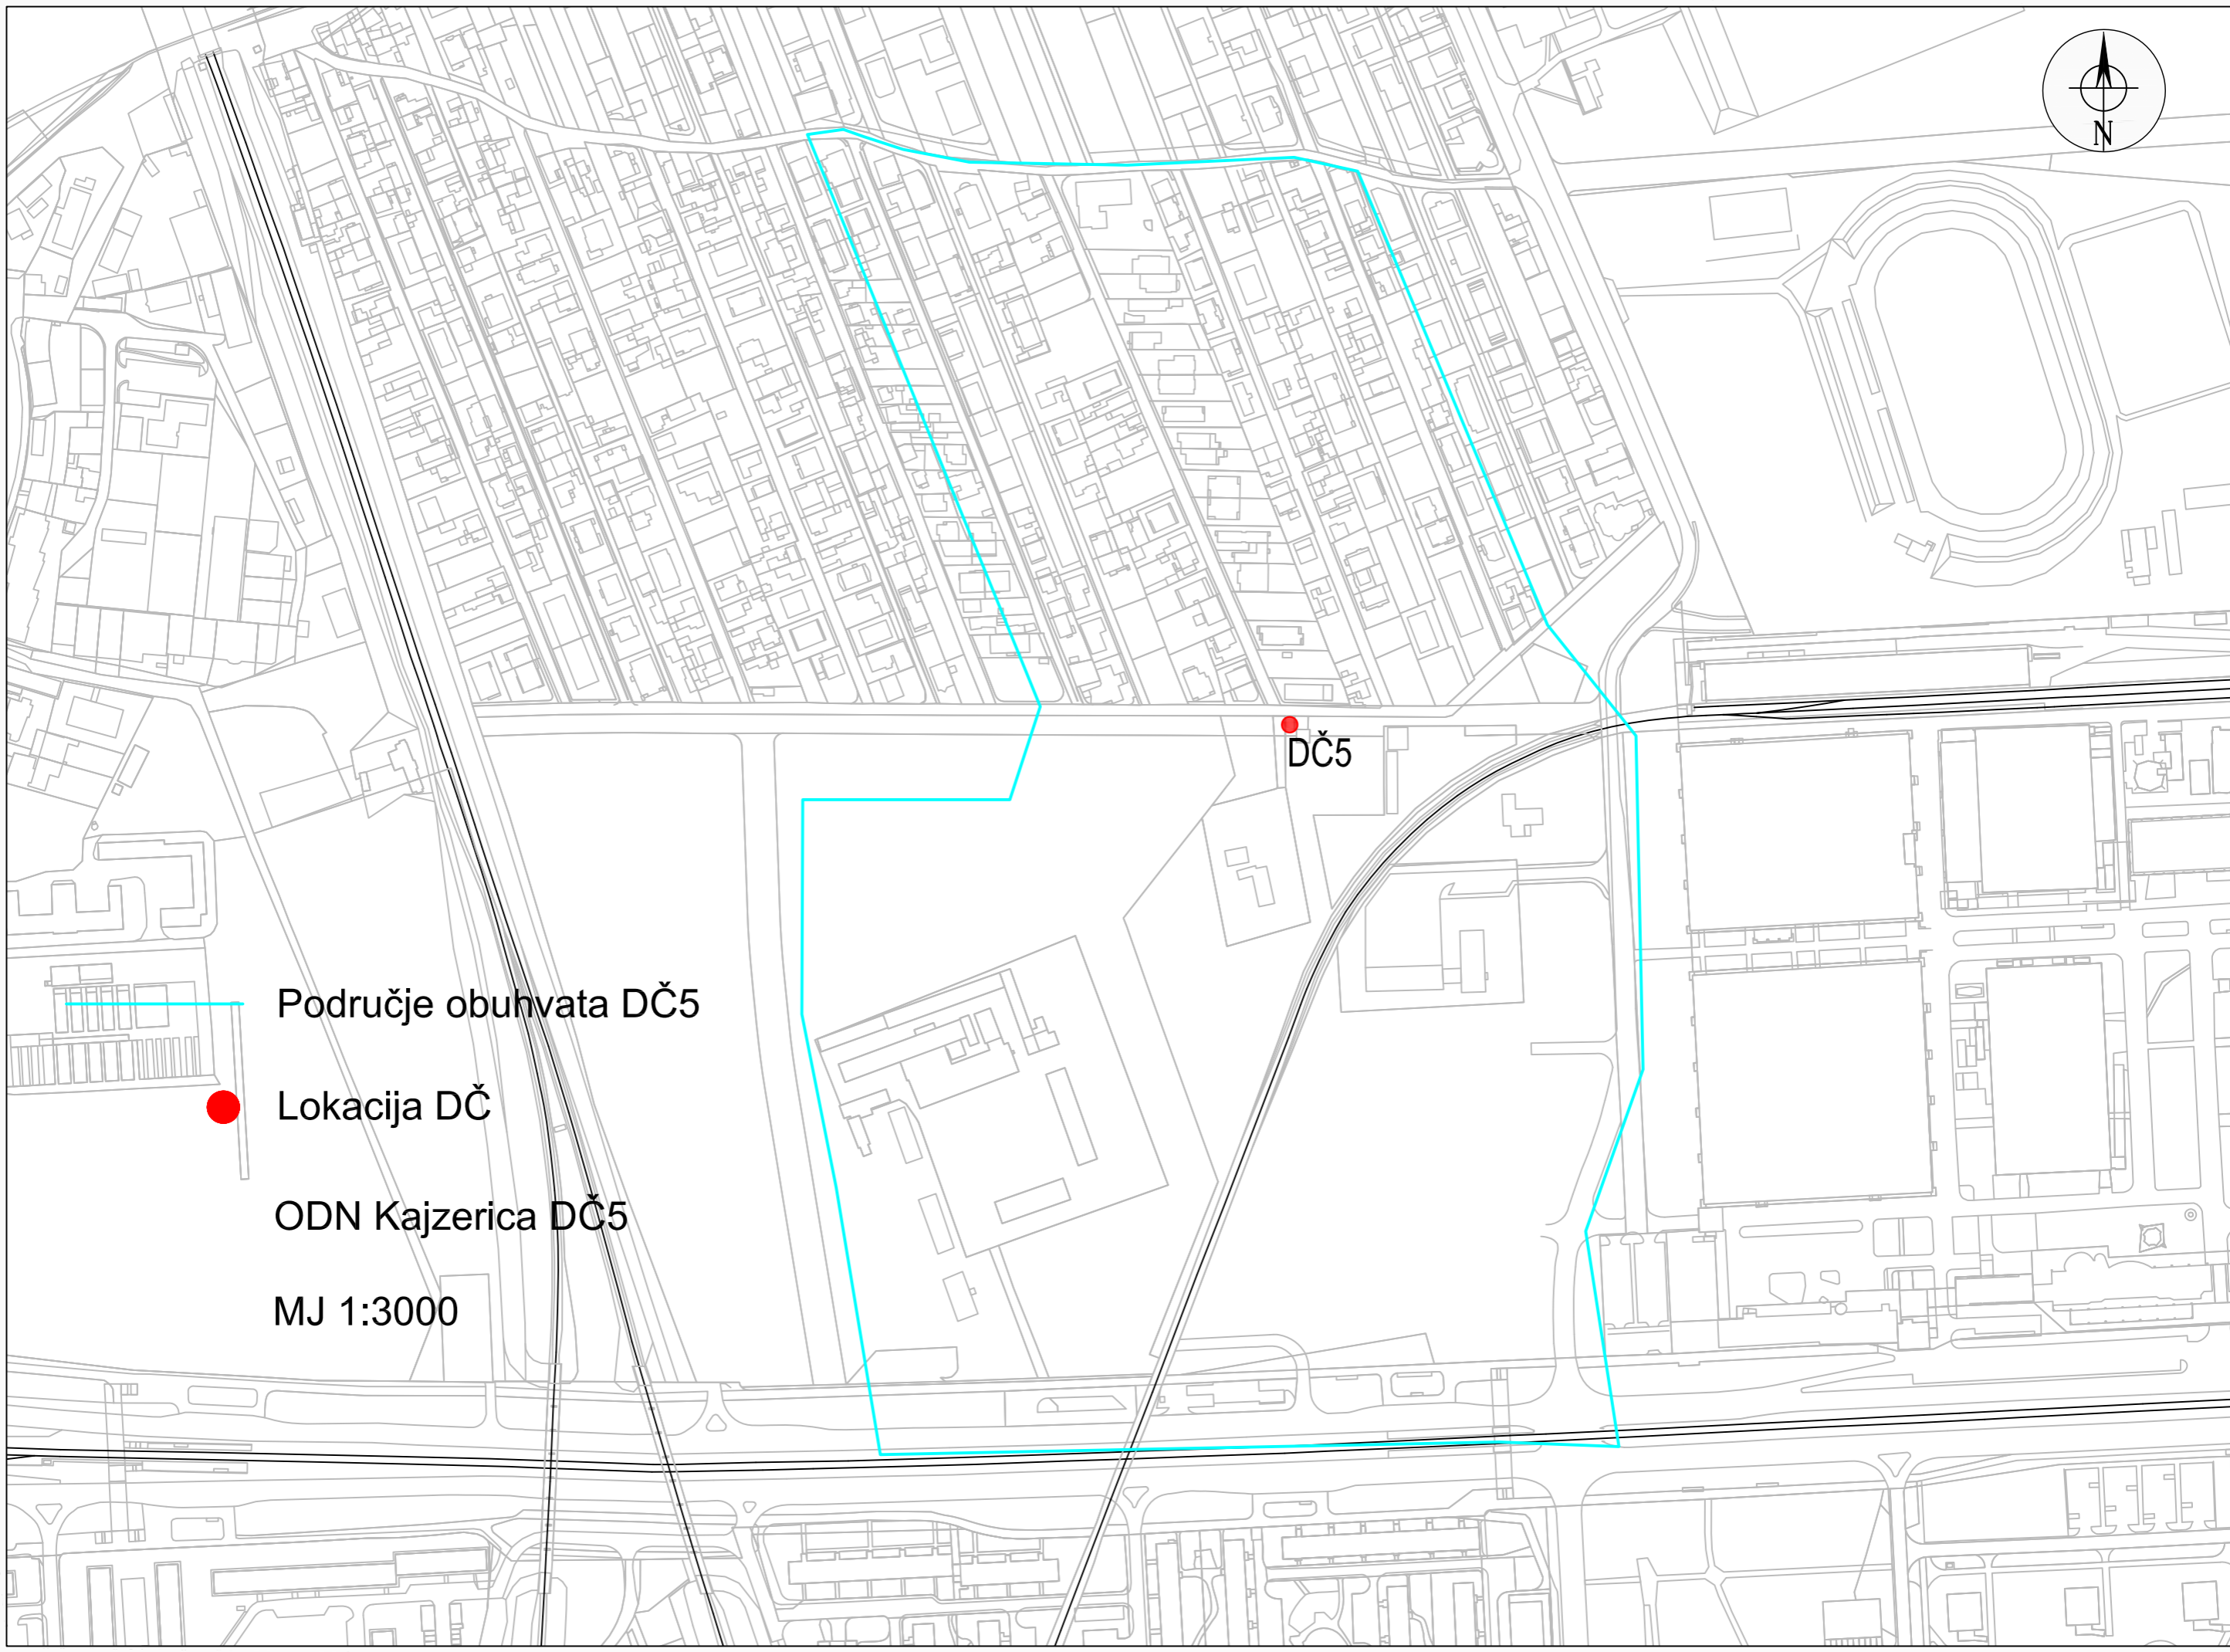 N
DČ5
Područje obuhvata DČ5
Lokacija DČ
ODN Kajzerica DČ5
MJ 1:3000